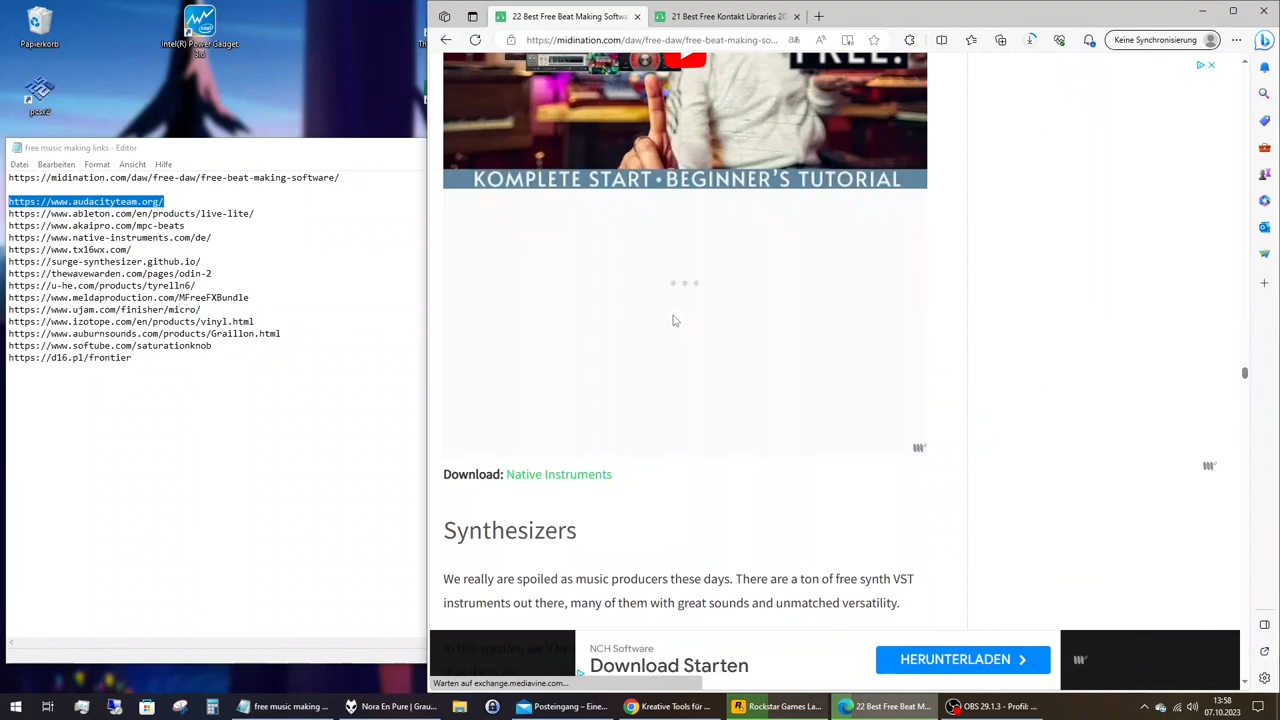 Papierkorb
Intel(R) Power Gadget
3.6
pcsx2
22 Best Free Beat Making Softwa
21 Best Free Kontakt Libraries 20
https://midination.com/daw/free-daw/free-beat-making-so...
Keine Synchronisierung
free music making links - Editor
Datei Bearbeiten Format Ansicht Hilfe
https://midination.com/daw/free-daw/free-beat-making-software/
https://www.audacityteam.org/
https://www.ableton.com/en/products/live-lite/
https://www.akaipro.com/mpc-beats
https://www.native-instruments.com/de/
https://www.tx16wx.com/
https://surge-synthesizer.github.io/
https://thewavewarden.com/pages/odin-2
https://u-he.com/products/tyrelln6/
https://www.meldaproduction.com/MFreeFXBundle
https://www.ujam.com/finisher/micro/
https://www.izotope.com/en/products/vinyl.html
https://www.auburnsounds.com/products/Graillon.html
https://www.softube.com/saturationknob
https://d16.pl/frontier
FREE!
KOMPLETE START • BEGINNER'S TUTORIAL
Download: Native Instruments
Synthesizers
We really are spoiled as music producers these days. There are a ton of free synth VST
instruments out there, many of them with great sounds and unmatched versatility.
NCH Software
Download Starten
HERUNTERLADEN
Warten auf exchange.mediavine.com...
free music making ...
Nora En Pure | Grau...
Posteingang – Eine...
Kreative Tools für ...
Rockstar Games La...
22 Best Free Beat M...
OBS 29.1.3 - Profil: ...
13:58
07.10.2023